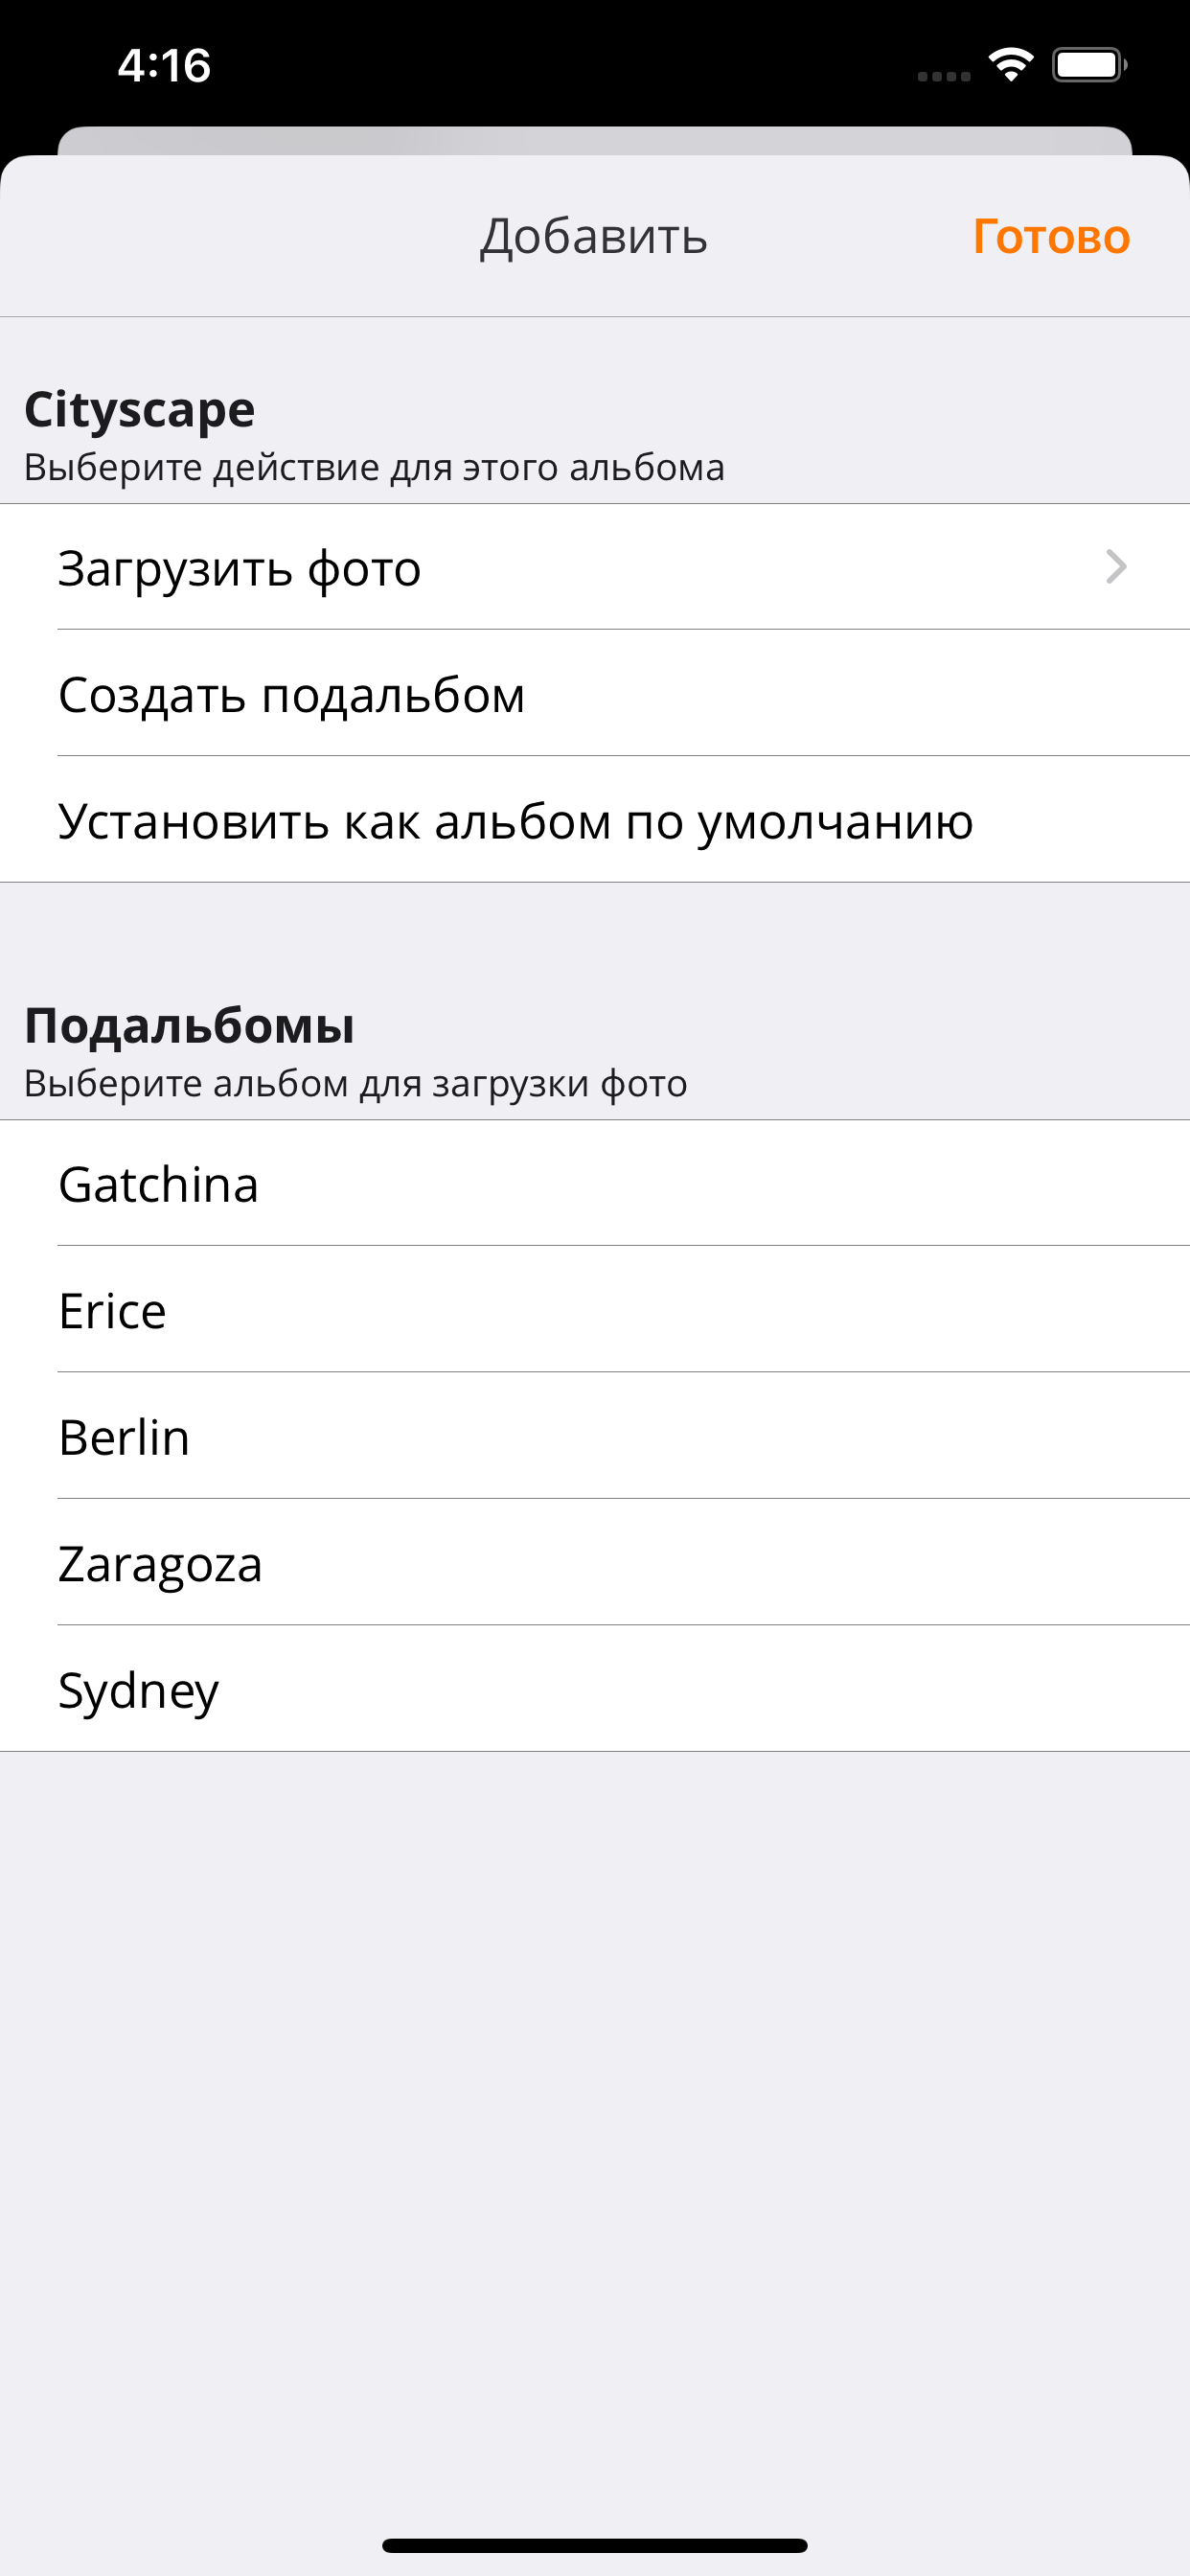 4:16
Добавить
Готово
Cityscape
Выберите действие для этого альбома
Загрузить фото
Создать подальбом
Установить как альбом по умолчанию
Подальбомы
Выберите альбом для загрузки фото
Gatchina
Erice
Berlin
Zaragoza
Sydney